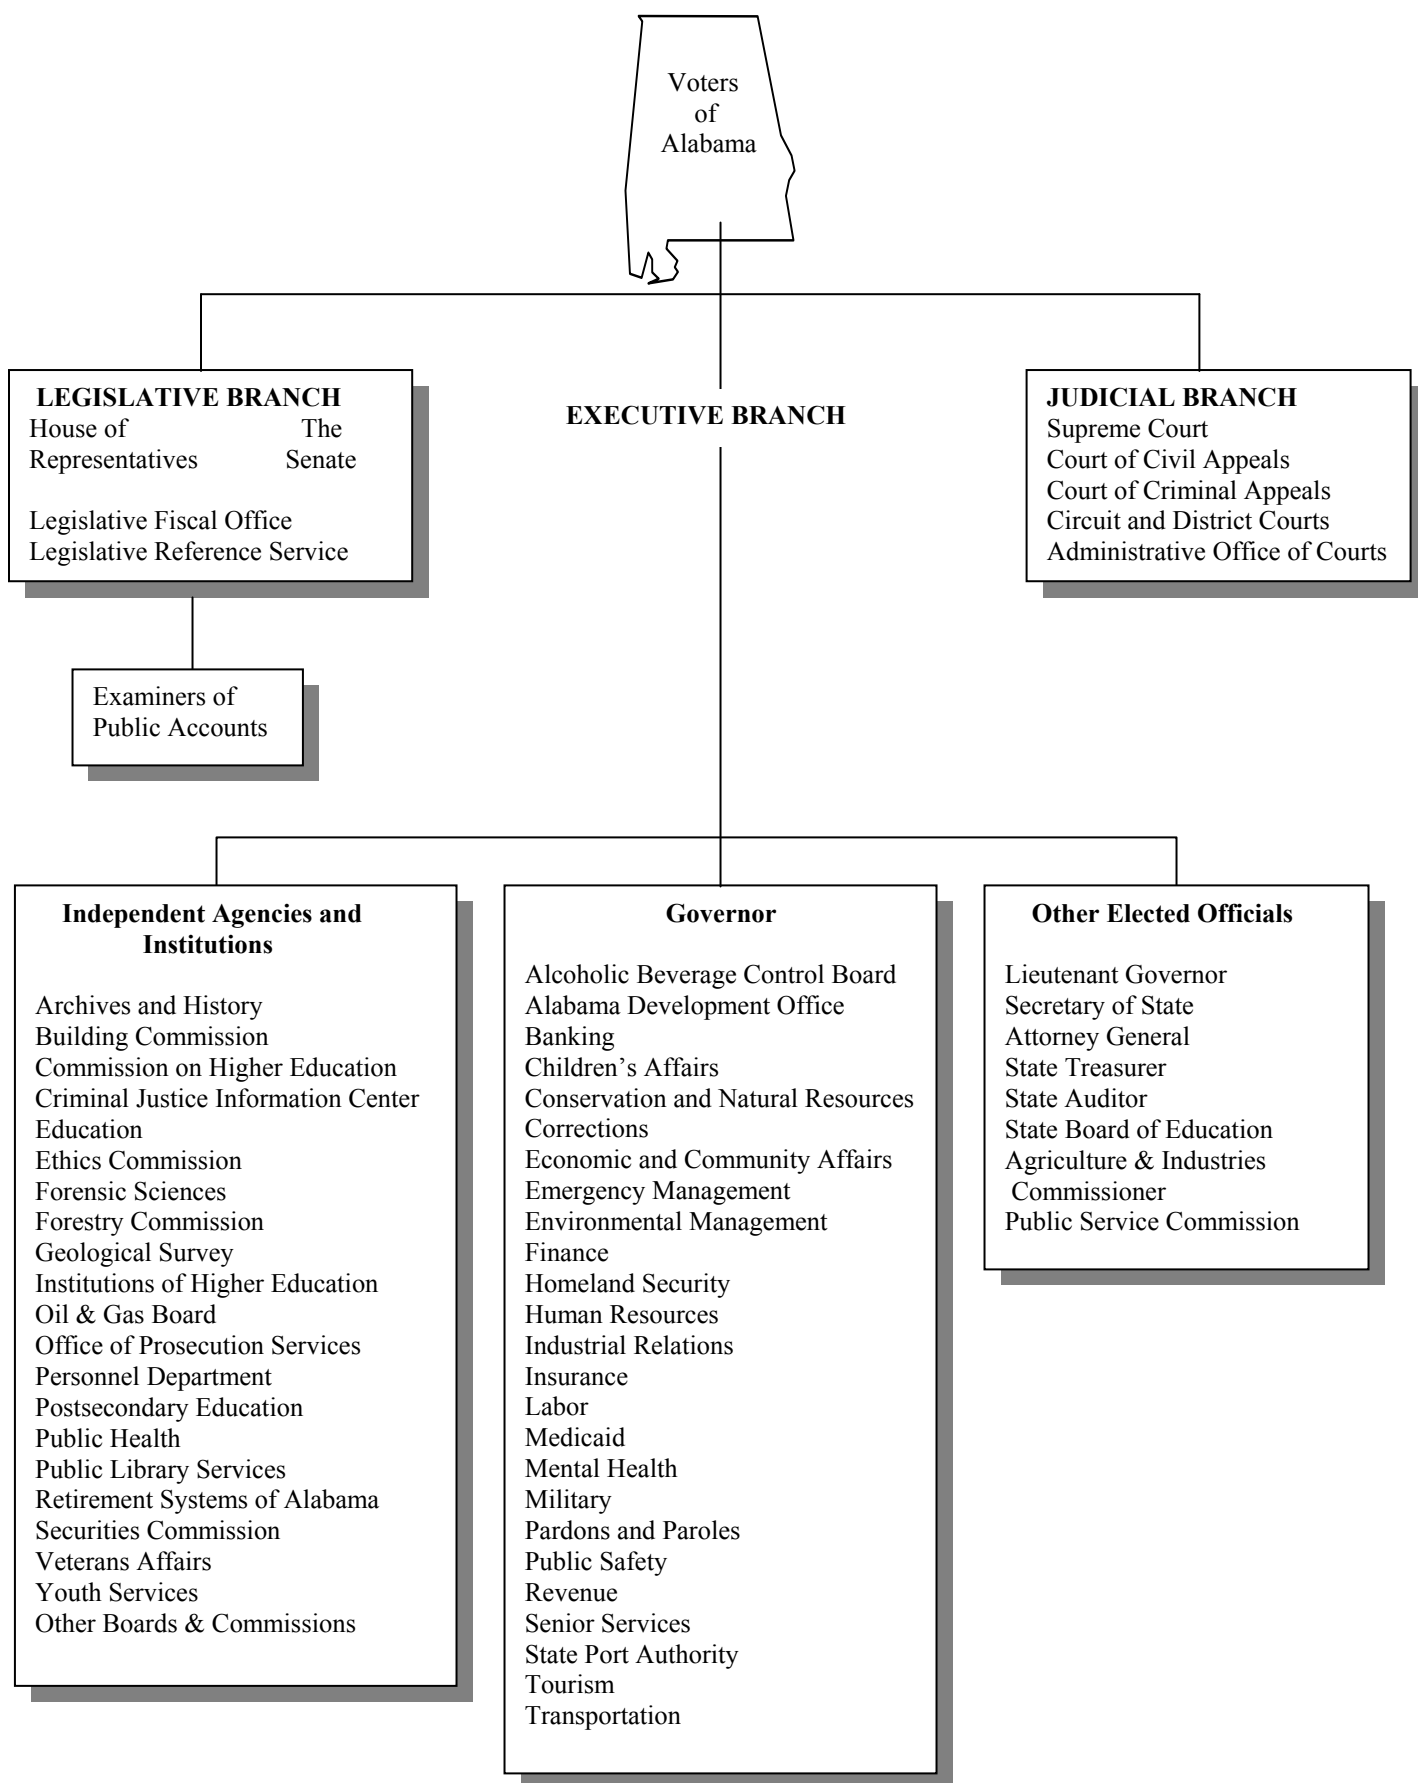 Voters
of
Alabama
LEGISLATIVE BRANCH
House of The
Representatives Senate
Legislative Fiscal Office
Legislative Reference Service
EXECUTIVE BRANCH
JUDICIAL BRANCH
Supreme Court
Court of Civil Appeals
Court of Criminal Appeals
Circuit and District Courts
Administrative Office of Courts
Examiners of
Public Accounts
Independent Agencies and
Institutions
Archives and History
Building Commission
Commission on Higher Education
Criminal Justice Information Center
Education
Ethics Commission
Forensic Sciences
Forestry Commission
Geological Survey
Institutions of Higher Education
Oil & Gas Board
Office of Prosecution Services
Personnel Department
Postsecondary Education
Public Health
Public Library Services
Retirement Systems of Alabama
Securities Commission
Veterans Affairs
Youth Services
Other Boards & Commissions
Governor
Alcoholic Beverage Control Board
Alabama Development Office
Banking
Children’s Affairs
Conservation and Natural Resources
Corrections
Economic and Community Affairs
Emergency Management
Environmental Management
Finance
Homeland Security
Human Resources
Industrial Relations
Insurance
Labor
Medicaid
Mental Health
Military
Pardons and Paroles
Public Safety
Revenue
Senior Services
State Port Authority
Tourism
Transportation
Other Elected Officials
Lieutenant Governor
Secretary of State
Attorney General
State Treasurer
State Auditor
State Board of Education
Agriculture & Industries
Commissioner
Public Service Commission